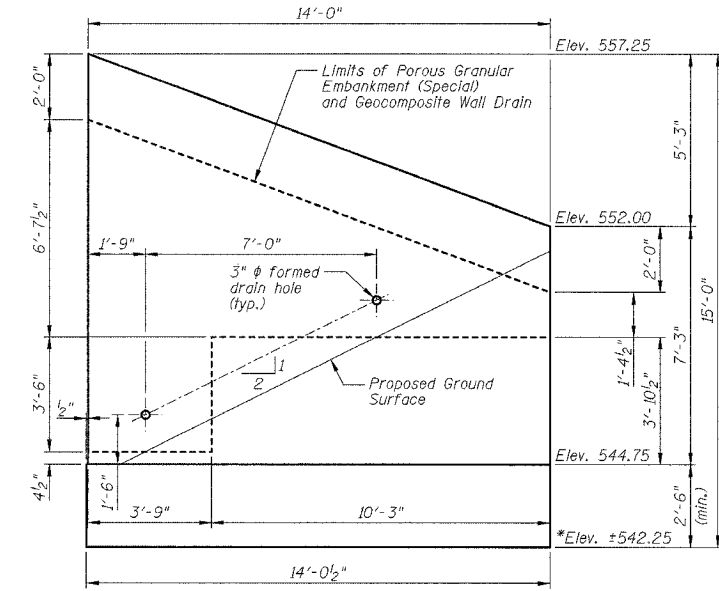 14'-0"
Elev. 557.25
2'-0"
Limits of Porous Granular
Embankment (Special)
and Geocomposite Wall Drain
5'-3"
6'-7½"
Elev. 552.00
1'-9"
7'-0"
2'-0"
3" ϕ formed
drain hole
(typ.)
15'-0"
7'-3"
1'-4½"
1
2
Proposed Ground
Surface
3'-6"
½"
3'-10½"
1'-6"
Elev. 544.75
4½"
3'-9"
10'-3"
2'-6"
(min.)
*Elev. ±542.25
14'-0½"